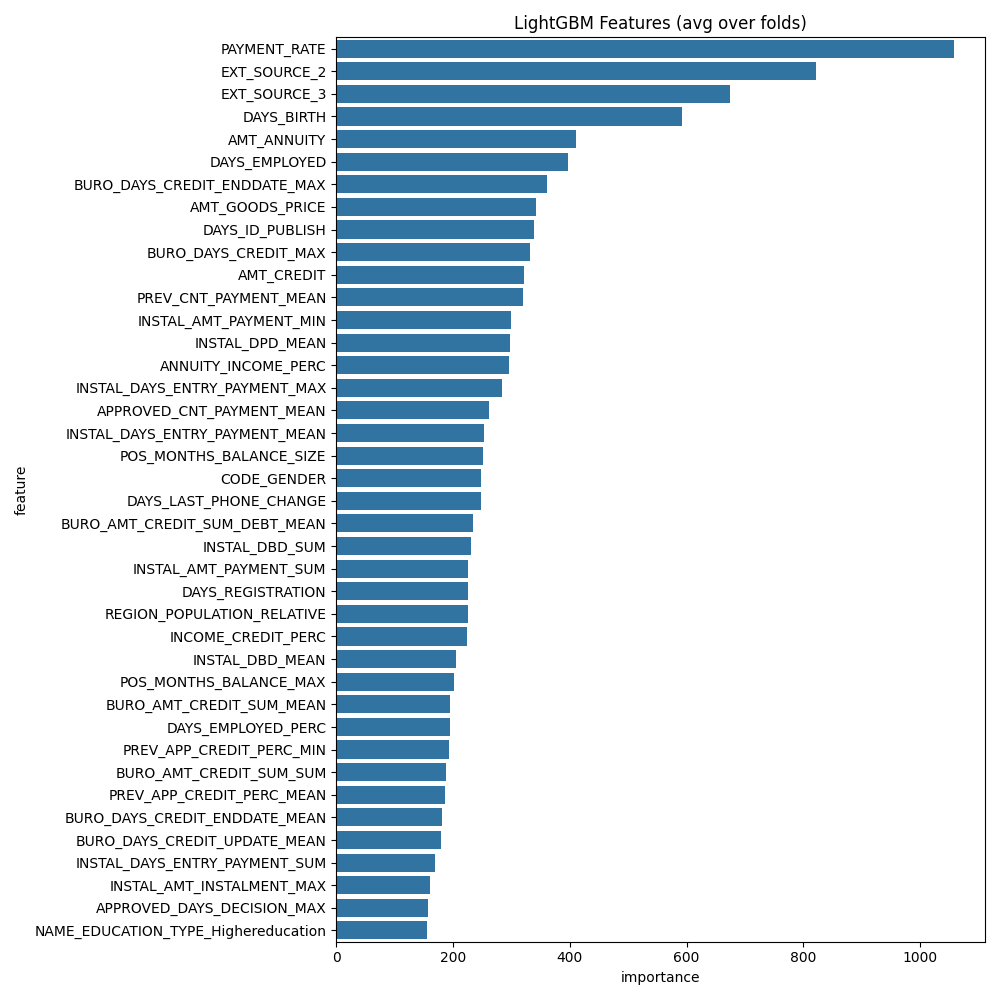 LightGBM Features (avg over folds)
PAYMENT_RATE
EXT_SOURCE_2
EXT_SOURCE_3
DAYS_BIRTH
AMT_ANNUITY
DAYS_EMPLOYED
BURO_DAYS_CREDIT_ENDDATE_MAX
AMT_GOODS_PRICE
DAYS_ID_PUBLISH
BURO_DAYS_CREDIT_MAX
AMT_CREDIT
PREV_CNT_PAYMENT_MEAN
INSTAL_AMT_PAYMENT_MIN
INSTAL_DPD_MEAN
ANNUITY_INCOME_PERC
INSTAL_DAYS_ENTRY_PAYMENT_MAX
APPROVED_CNT_PAYMENT_MEAN
INSTAL_DAYS_ENTRY_PAYMENT_MEAN
POS_MONTHS_BALANCE_SIZE
CODE_GENDER
DAYS_LAST_PHONE_CHANGE
BURO_AMT_CREDIT_SUM_DEBT_MEAN
INSTAL_DBD_SUM
INSTAL_AMT_PAYMENT_SUM
DAYS_REGISTRATION
REGION_POPULATION_RELATIVE
INCOME_CREDIT_PERC
INSTAL_DBD_MEAN
POS_MONTHS_BALANCE_MAX
BURO_AMT_CREDIT_SUM_MEAN
DAYS_EMPLOYED_PERC
PREV_APP_CREDIT_PERC_MIN
BURO_AMT_CREDIT_SUM_SUM
PREV_APP_CREDIT_PERC_MEAN
BURO_DAYS_CREDIT_ENDDATE_MEAN
BURO_DAYS_CREDIT_UPDATE_MEAN
INSTAL_DAYS_ENTRY_PAYMENT_SUM
INSTAL_AMT_INSTALMENT_MAX
APPROVED_DAYS_DECISION_MAX
NAME_EDUCATION_TYPE_Highereducation
feature
0 200 400 600 800 1000
importance